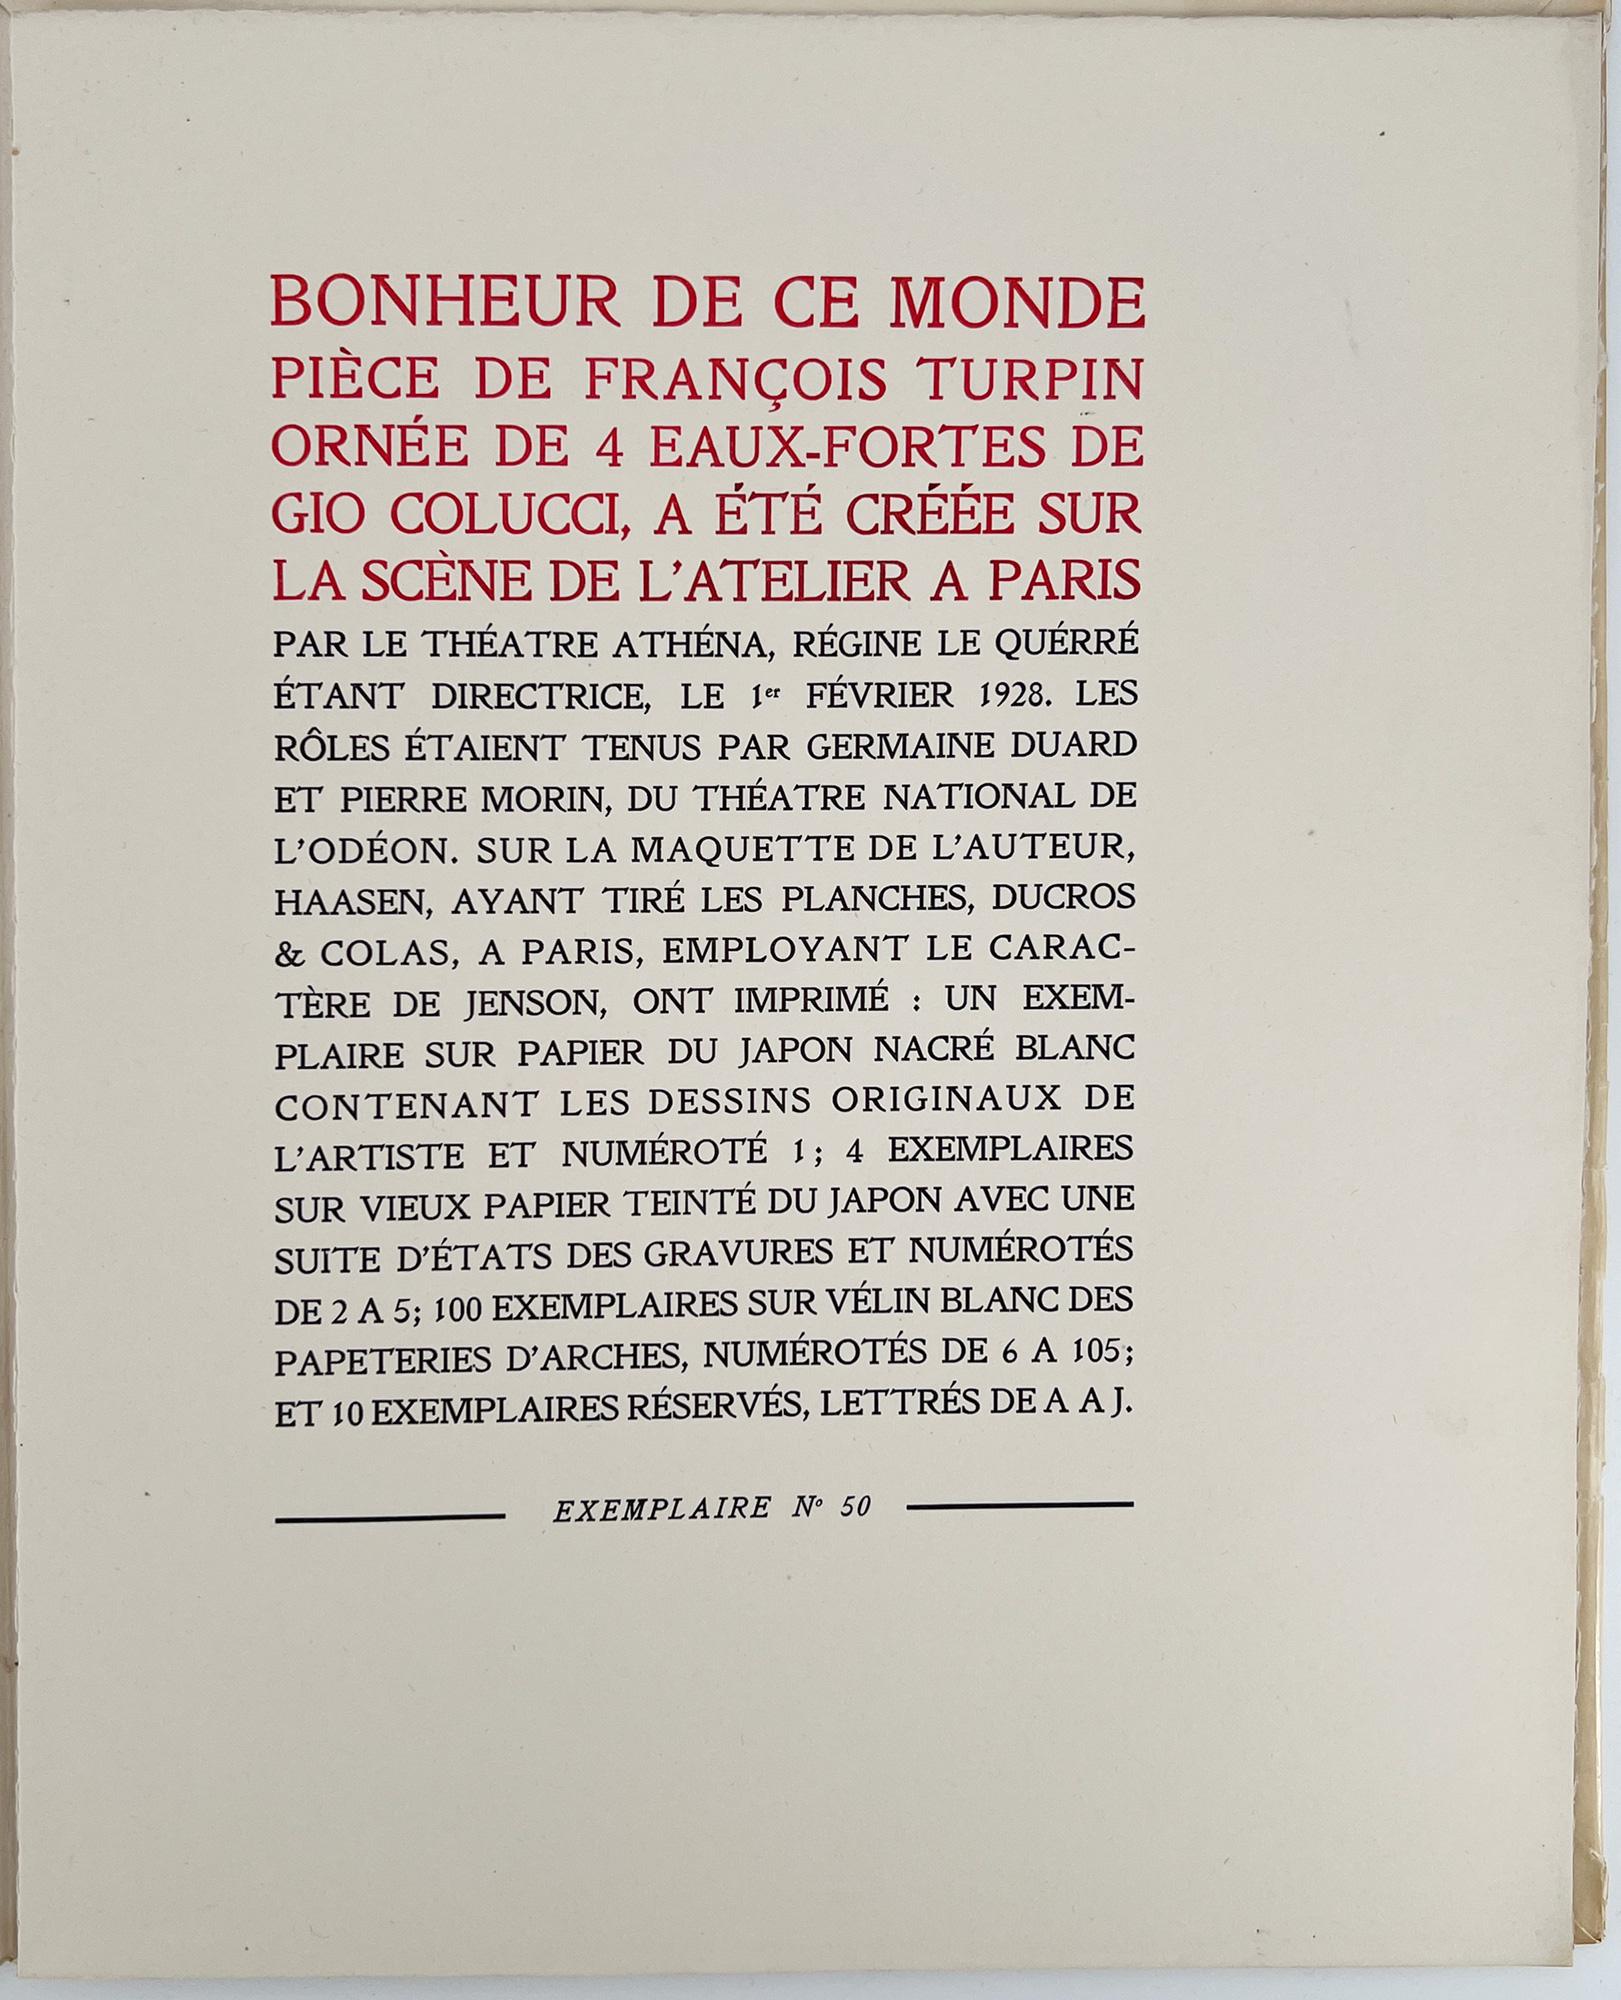 BONHEUR DE CE MONDE
PIÈCE DE FRANÇOIS TURPIN
ORNÉE DE 4 EAUX-FORTES DE
GIO COLUCCI, A ÉTÉ CRÉÉE SUR
LA SCÈNE DE L'ATELIER A PARIS
PAR LE THÉATRE ATHÉNA, RÉGINE LE QUÉRRÉ
ÉTANT DIRECTRICE, LE 1er FÉVRIER 1928. LES
RÔLES ÉTAIENT TENUS PAR GERMAINE DUARD
ET PIERRE MORIN, DU THÉATRE NATIONAL DE
L'ODÉON. SUR LA MAQUETTE DE L'AUTEUR,
HAASEN, AYANT TIRÉ LES PLANCHES, DUCROS
& COLAS, A PARIS, EMPLOYANT LE CARAC-
TÈRE DE JENSON, ONT IMPRIMÉ : UN EXEM-
PLAIRE SUR PAPIER DU JAPON NACRÉ BLANC
CONTENANT LES DESSINS ORIGINAUX DE
L'ARTISTE ET NUMÉROTÉ 1; 4 EXEMPLAIRES
SUR VIEUX PAPIER TEINTÉ DU JAPON AVEC UNE
SUITE D'ÉTATS DES GRAVURES ET NUMÉROTÉS
DE 2 A 5; 100 EXEMPLAIRES SUR VÉLIN BLANC DES
PAPETERIES D'ARCHES, NUMÉROTÉS DE 6 A 105;
ET 10 EXEMPLAIRES RÉSERVÉS, LETTRÉS DE A A J.
EXEMPLAIRE Nº 50